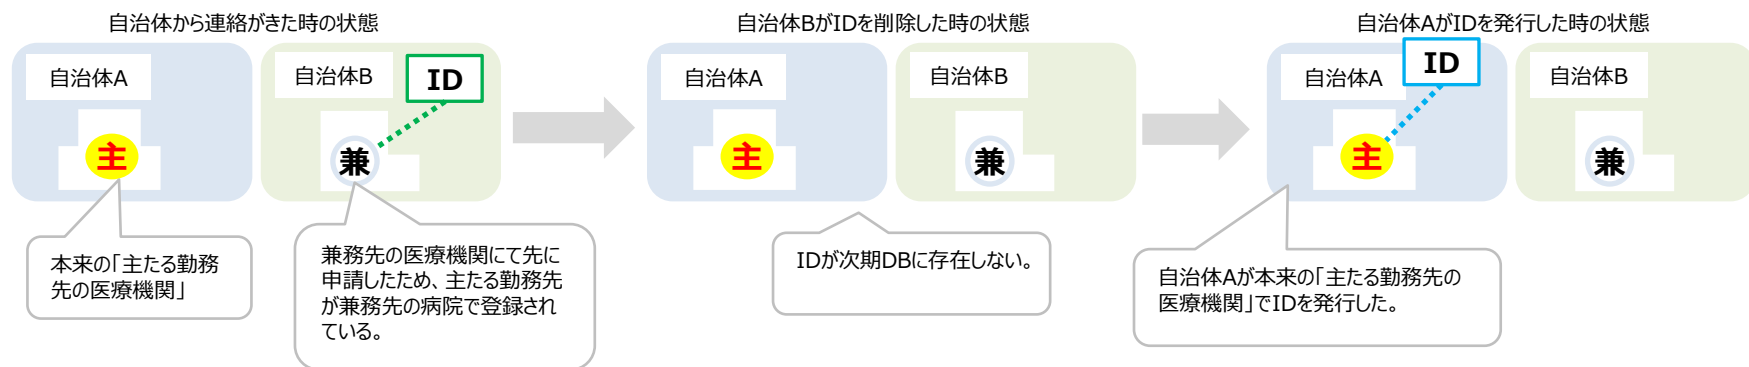 自治体から連絡がきた時の状態
自治体A
主
自治体B
ID
兼
本来の「主たる勤務
先の医療機関」
兼務先の医療機関にて先に
申請したため、主たる勤務先
が兼務先の病院で登録され
ている。
自治体BがIDを削除した時の状態
自治体A
主
自治体B
兼
IDが次期DBに存在しない。
自治体AがIDを発行した時の状態
自治体A
ID
主
自治体B
兼
自治体Aが本来の「主たる勤務先の
医療機関」でIDを発行した。